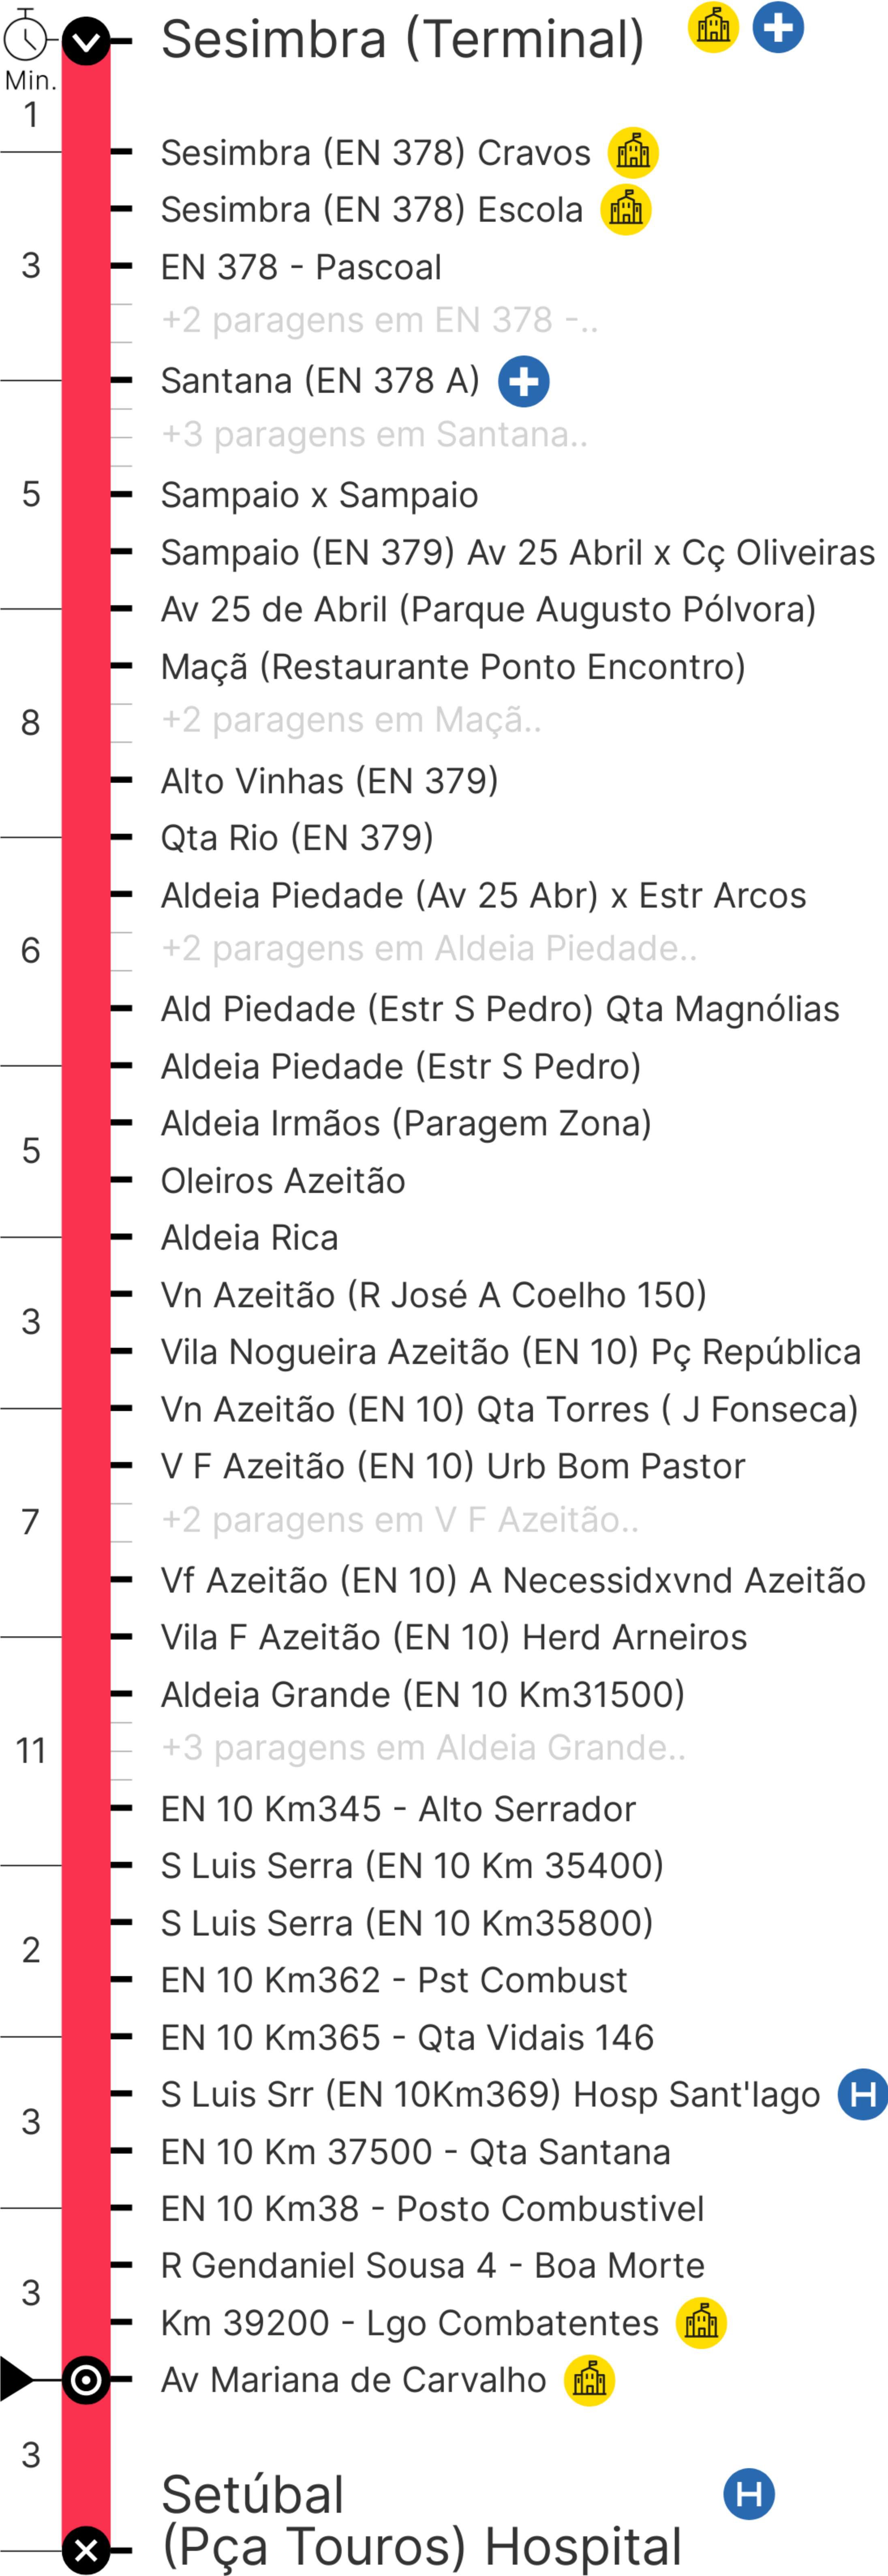 Sesimbra (Terminal)
Min.
1
Sesimbra (EN 378) Cravos
Sesimbra (EN 378) Escola
3
EN 378 - Pascoal
+2 paragens em EN 378 -..
Santana (EN 378 A)
+3 paragens em Santana..
5
Sampaio x Sampaio
Sampaio (EN 379) Av 25 Abril x Cç Oliveiras
Av 25 de Abril (Parque Augusto Pólvora)
Maçã (Restaurante Ponto Encontro)
8
+2 paragens em Maçã..
Alto Vinhas (EN 379)
Qta Rio (EN 379)
Aldeia Piedade (Av 25 Abr) x Estr Arcos
6
+2 paragens em Aldeia Piedade..
Ald Piedade (Estr S Pedro) Qta Magnólias
Aldeia Piedade (Estr S Pedro)
Aldeia Irmãos (Paragem Zona)
5
Oleiros Azeitão
Aldeia Rica
Vn Azeitão (R José A Coelho 150)
3
Vila Nogueira Azeitão (EN 10) Pç República
Vn Azeitão (EN 10) Qta Torres ( J Fonseca)
V F Azeitão (EN 10) Urb Bom Pastor
7
+2 paragens em V F Azeitão..
Vf Azeitão (EN 10) A Necessidxvnd Azeitão
Vila F Azeitão (EN 10) Herd Arneiros
Aldeia Grande (EN 10 Km31500)
11
+3 paragens em Aldeia Grande..
EN 10 Km345 - Alto Serrador
S Luis Serra (EN 10 Km 35400)
S Luis Serra (EN 10 Km35800)
2
EN 10 Km362 - Pst Combust
EN 10 Km365 - Qta Vidais 146
S Luis Srr (EN 10Km369) Hosp Sant'Iago H
3
EN 10 Km 37500 - Qta Santana
EN 10 Km38 - Posto Combustivel
R Gendaniel Sousa 4 - Boa Morte
3
Km 39200 - Lgo Combatentes
Av Mariana de Carvalho
3
Setúbal H
(Pça Touros) Hospital